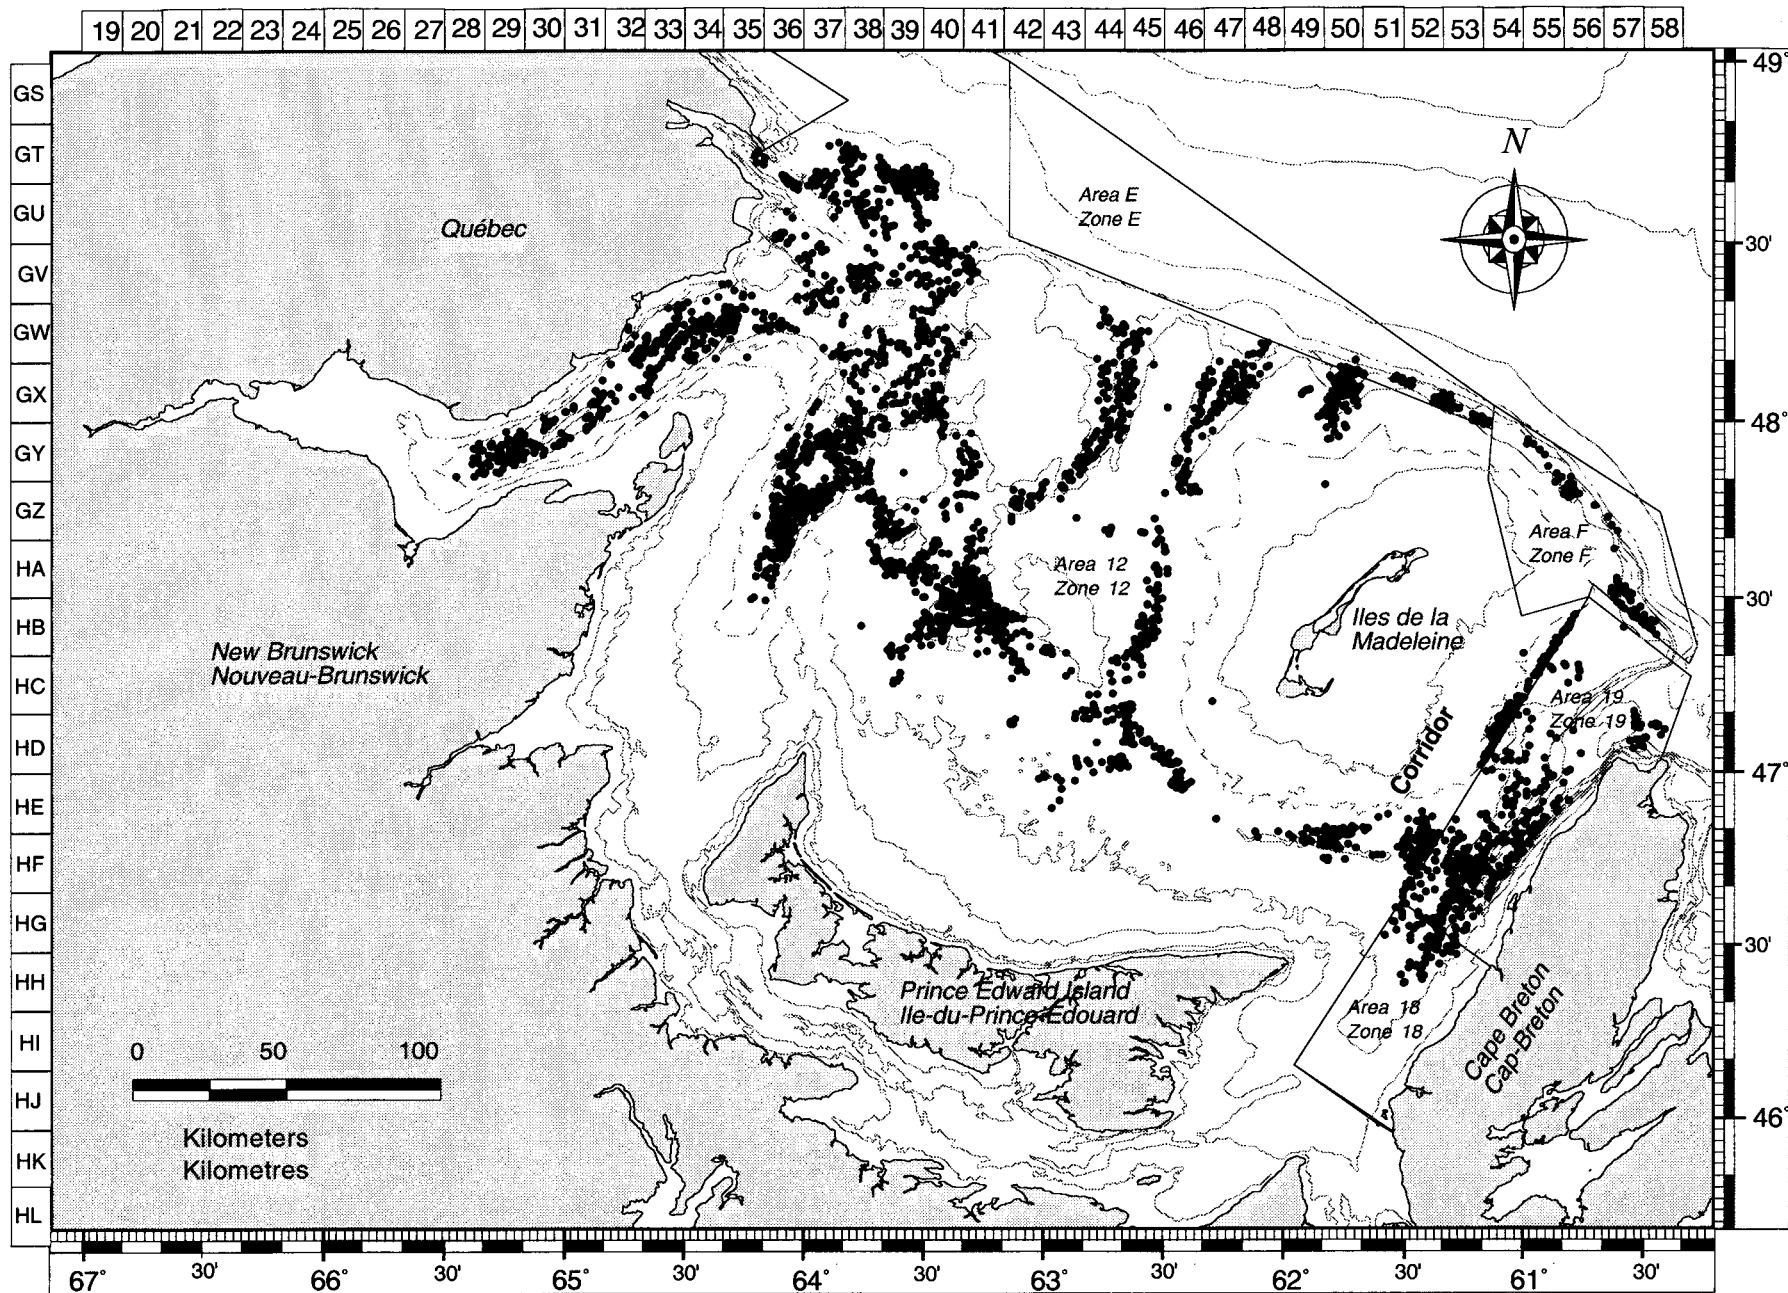 19 20 21 22 23 24 25 26 27 28 29 30 31 32 33 34 35 36 37 38 39 40 41 42 43 44 45 46 47 48 49 50 51 52 53 54 55 56 57 58
49°
GS
GT
N
GU
Area E
Zone E
Québec
30'
GV
GW
GX
48°
GY
GZ
Area F
Zone F
HA
Area 12
Zone 12
30'
HB
Iles de la
Madeleine
New Brunswick
Nouveau-Brunswick
HC
Area 19
Zone 19
Corridor
HD
47°
HE
HF
HG
30'
HH
Prince Edward Island
Ile-du-Prince-Édouard
Area 18
Zone 18
Cape Breton
Cap-Breton
HI
0 50 100
HJ
46°
Kilometers
Kilometres
HK
HL
67° 30' 66° 30' 65° 30' 64° 30' 63° 30' 62° 30' 61° 30'